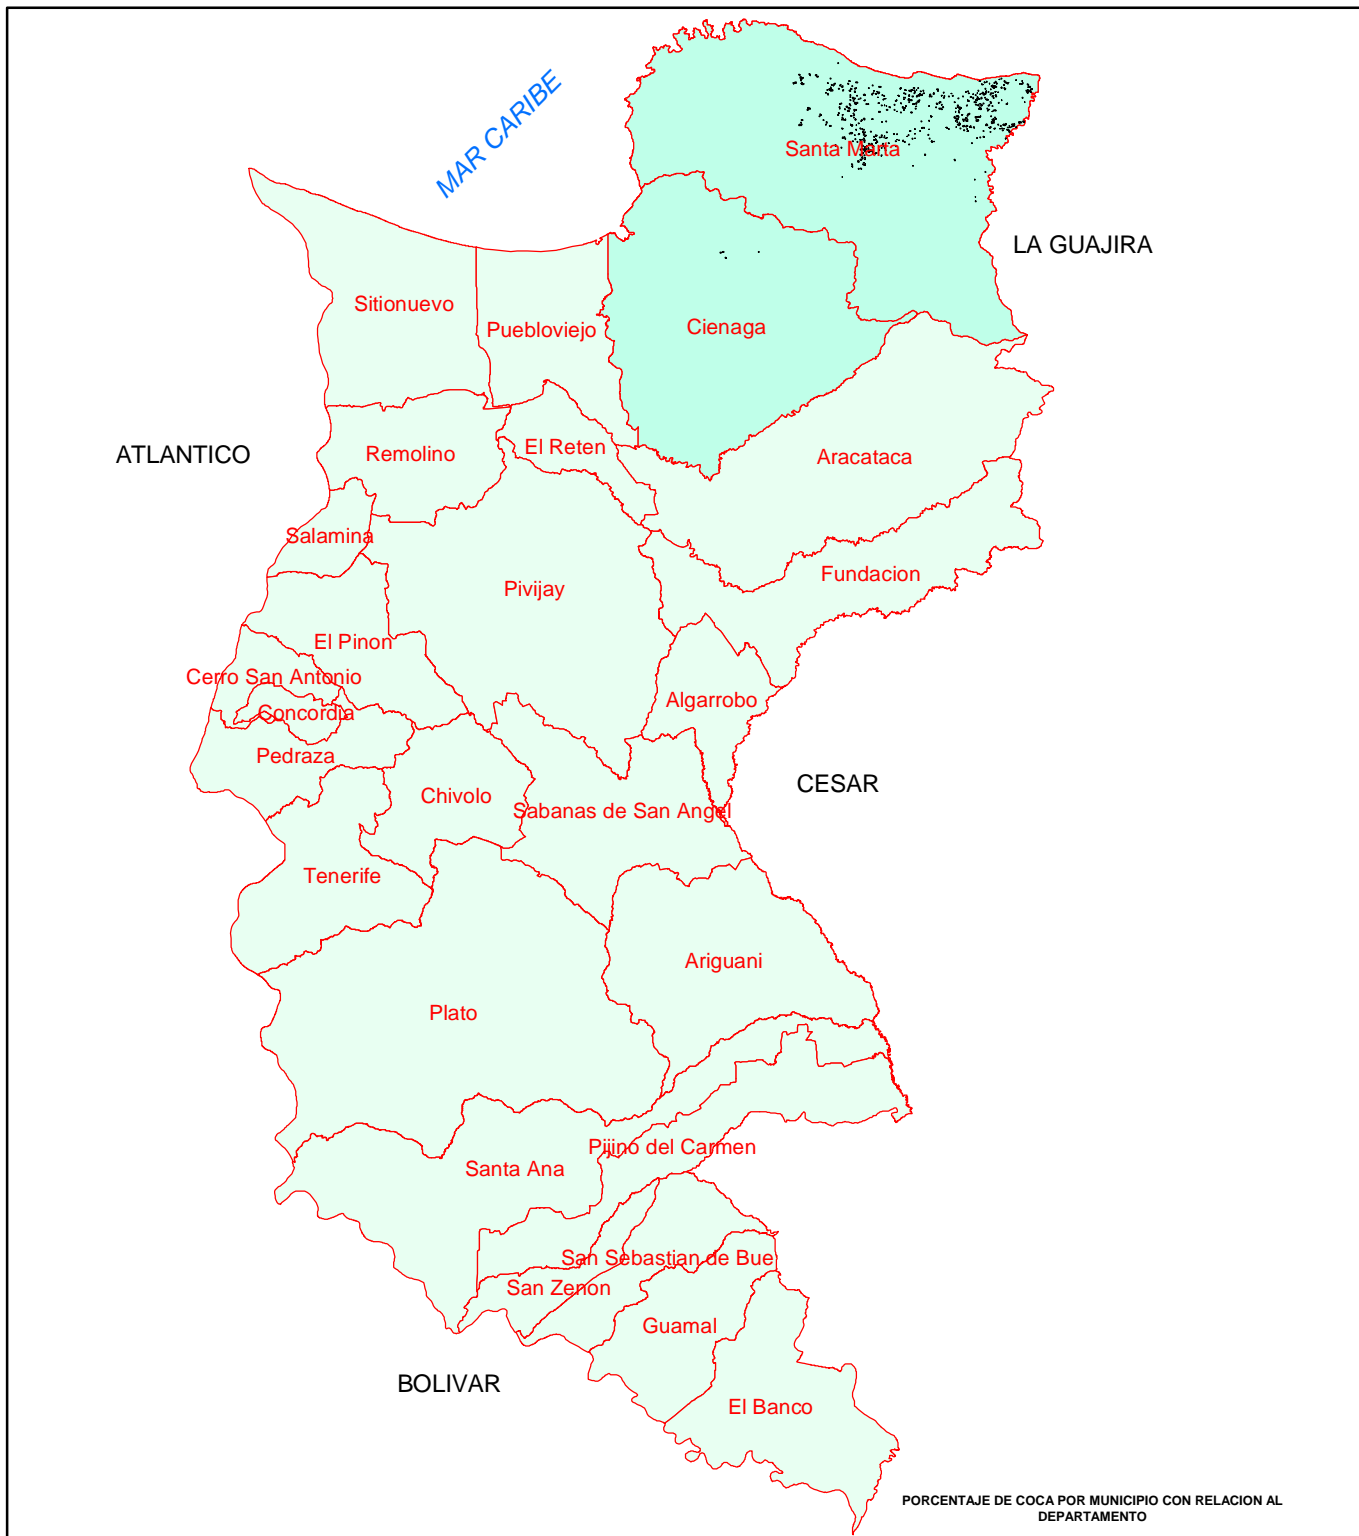 MAR CARIBE
Santa Marta
LA GUAJIRA
Sitionuevo
Puebloviejo
Cienaga
ATLANTICO
Remolino
El Reten
Aracataca
Salamina
Pivijay
Fundacion
El Pinon
Cerro San Antonio
Algarrobo
Concordia
Pedraza
CESAR
Chivolo
Sabanas de San Angel
Tenerife
Ariguani
Plato
Pijino del Carmen
Santa Ana
San Sebastian de Bue
San Zenon
Guamal
BOLIVAR
El Banco
PORCENTAJE DE COCA POR MUNICIPIO CON RELACION AL
DEPARTAMENTO